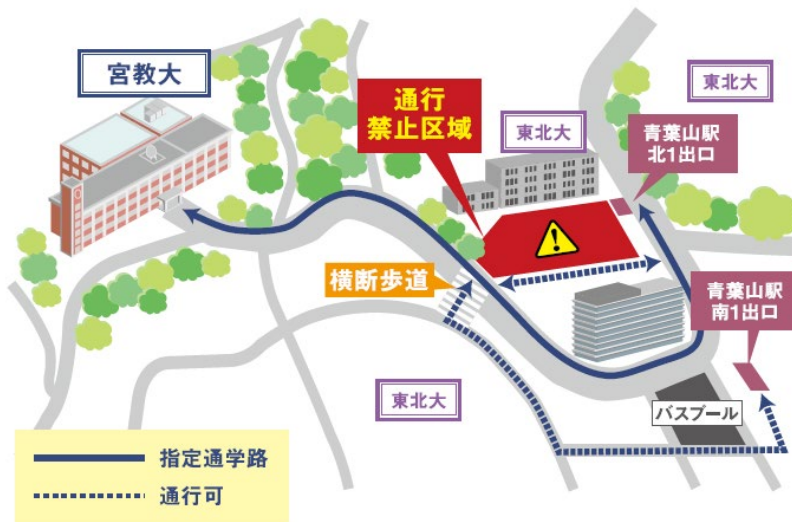 宮教大
通行
禁止区域
東北大
東北大
青葉山駅
北1出口
横断歩道
青葉山駅
南1出口
東北大
バスプール
指定通学路
通行可